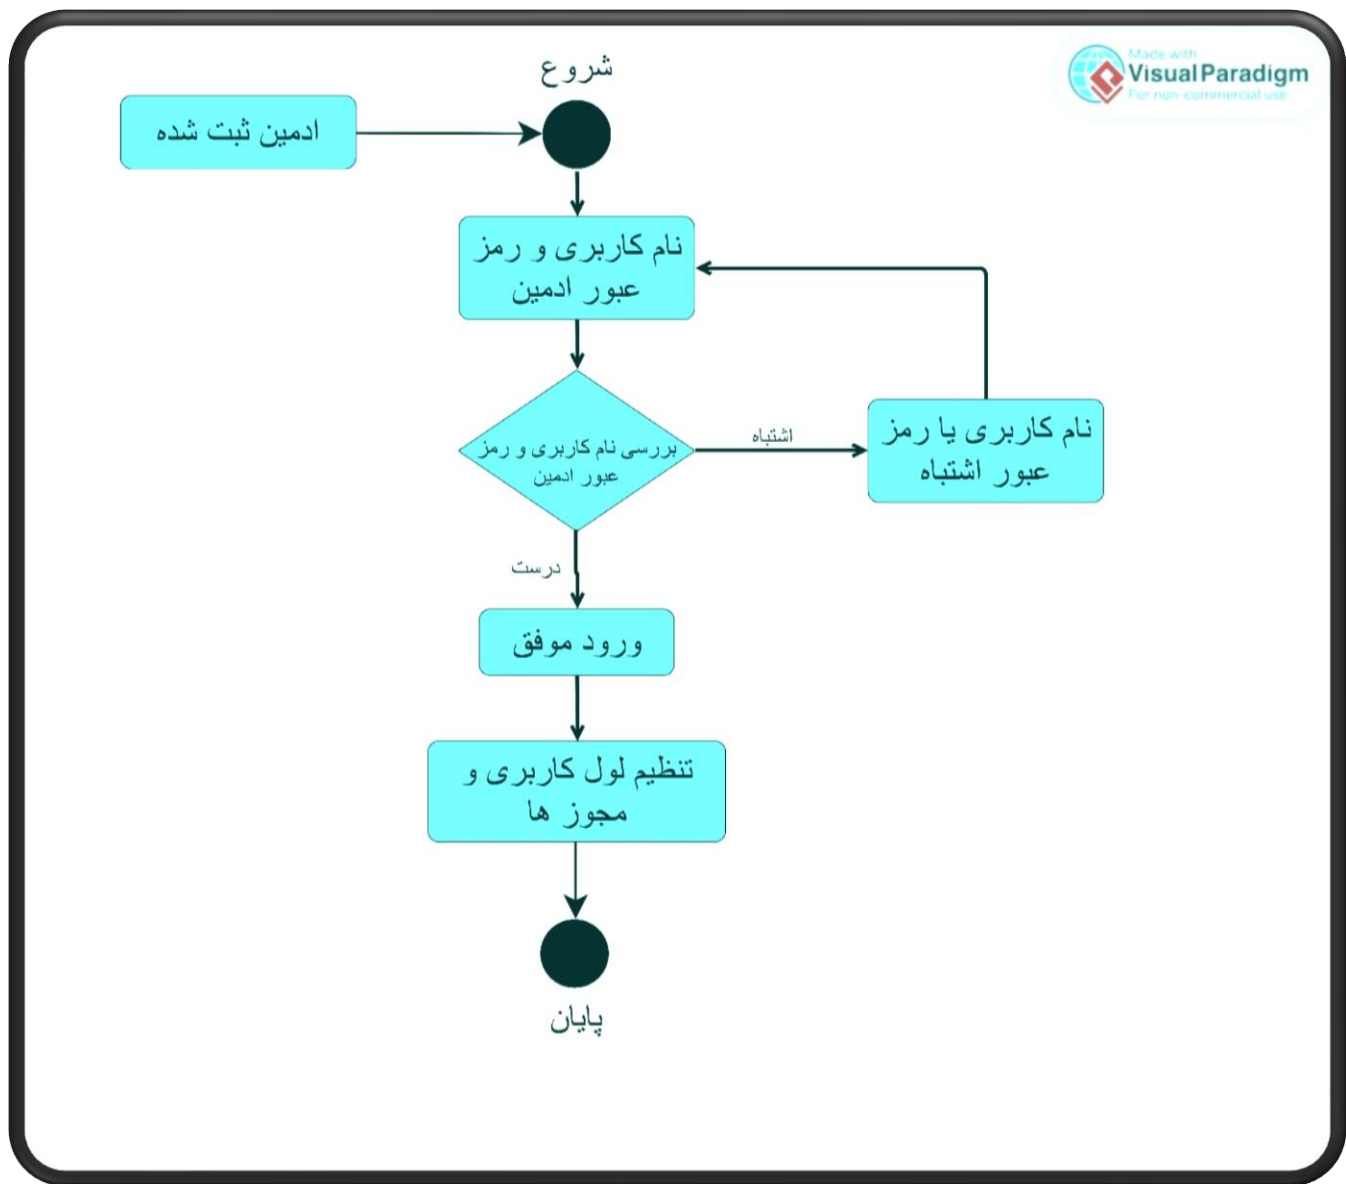 Made with
Visual Paradigm
For non-commercial use
شروع
ادمین ثبت شده
نام کاربری و رمز
عبور ادمین
بررسی نام کاربری و رمز
عبور ادمین
اشتباه
نام کاربری یا رمز
عبور اشتباه
درست
ورود موفق
تنظیم لول کاربری و
مجوز ها
پایان